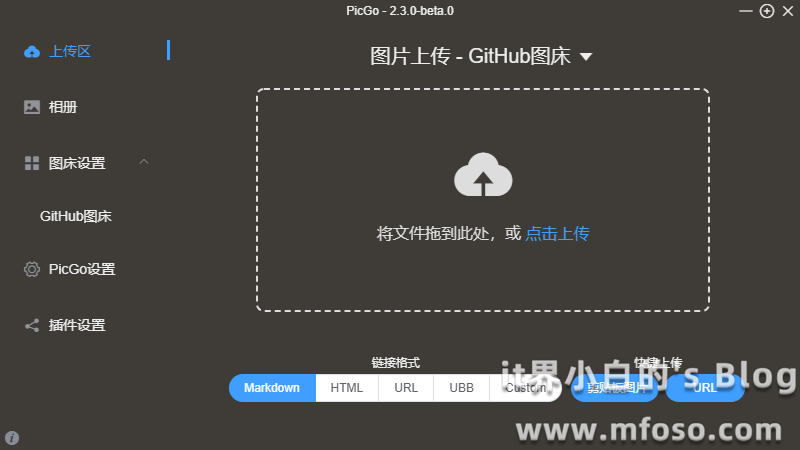 PicGo - 2.3.0-beta.0
上传区
图片上传 - GitHub图床
相册
图床设置
GitHub图床
将文件拖到此处，或 点击上传
PicGo设置
插件设置
链接格式
快捷上传
Markdown
HTML
URL
UBB
Custom
剪贴板图片
URL
it界小白的's Blog
www.mfoso.com